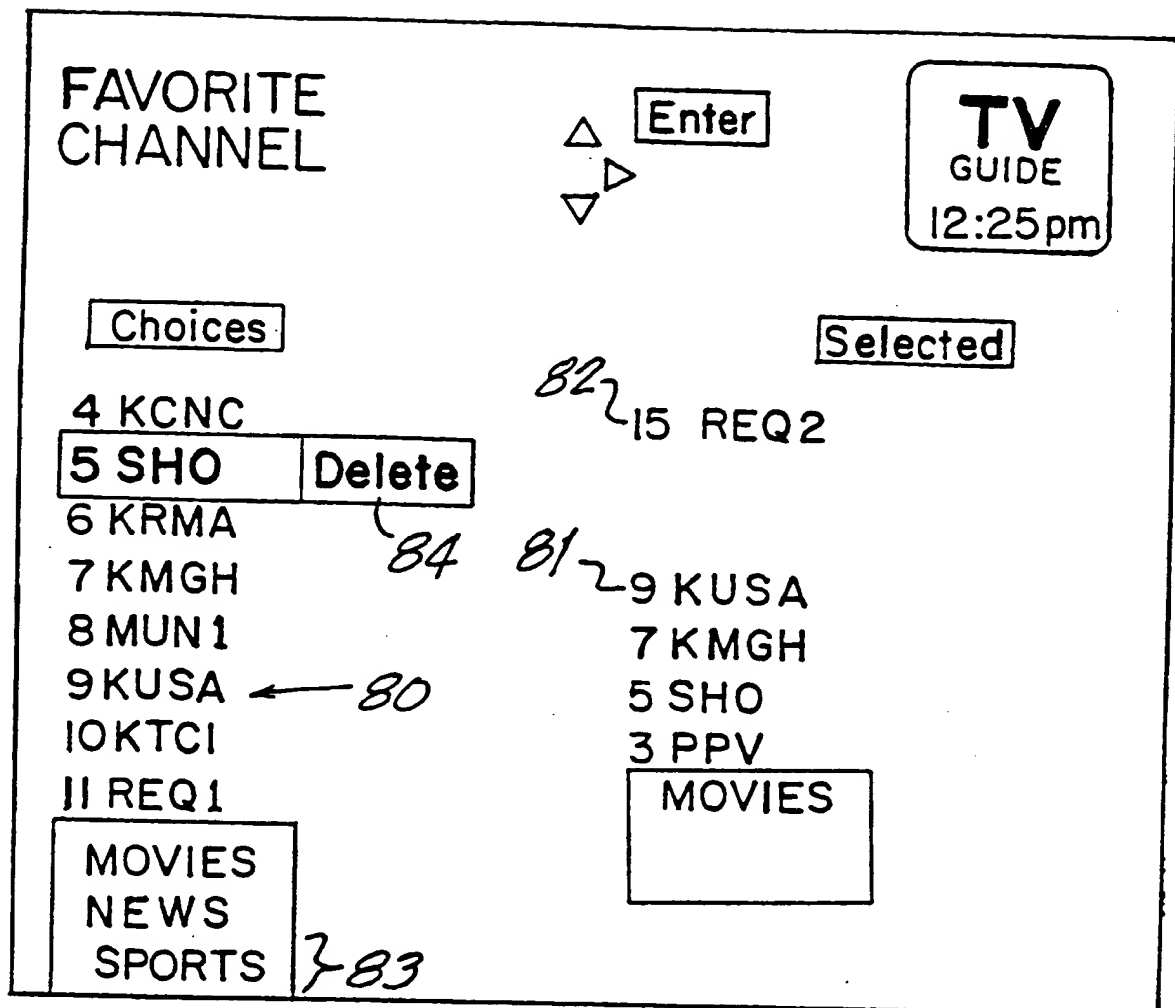 FAVORITE
CHANNEL
Enter
TV
GUIDE
12:25pm
Choices
Selected
4 KCNC
5 SHO Delete
6 KRMA
7 KMGH
8 MUN1
9 KUSA
10 KTCI
11 REQ1
MOVIES
NEWS
SPORTS
84
80
83
82
15 REQ2
81
9 KUSA
7 KMGH
5 SHO
3 PPV
MOVIES